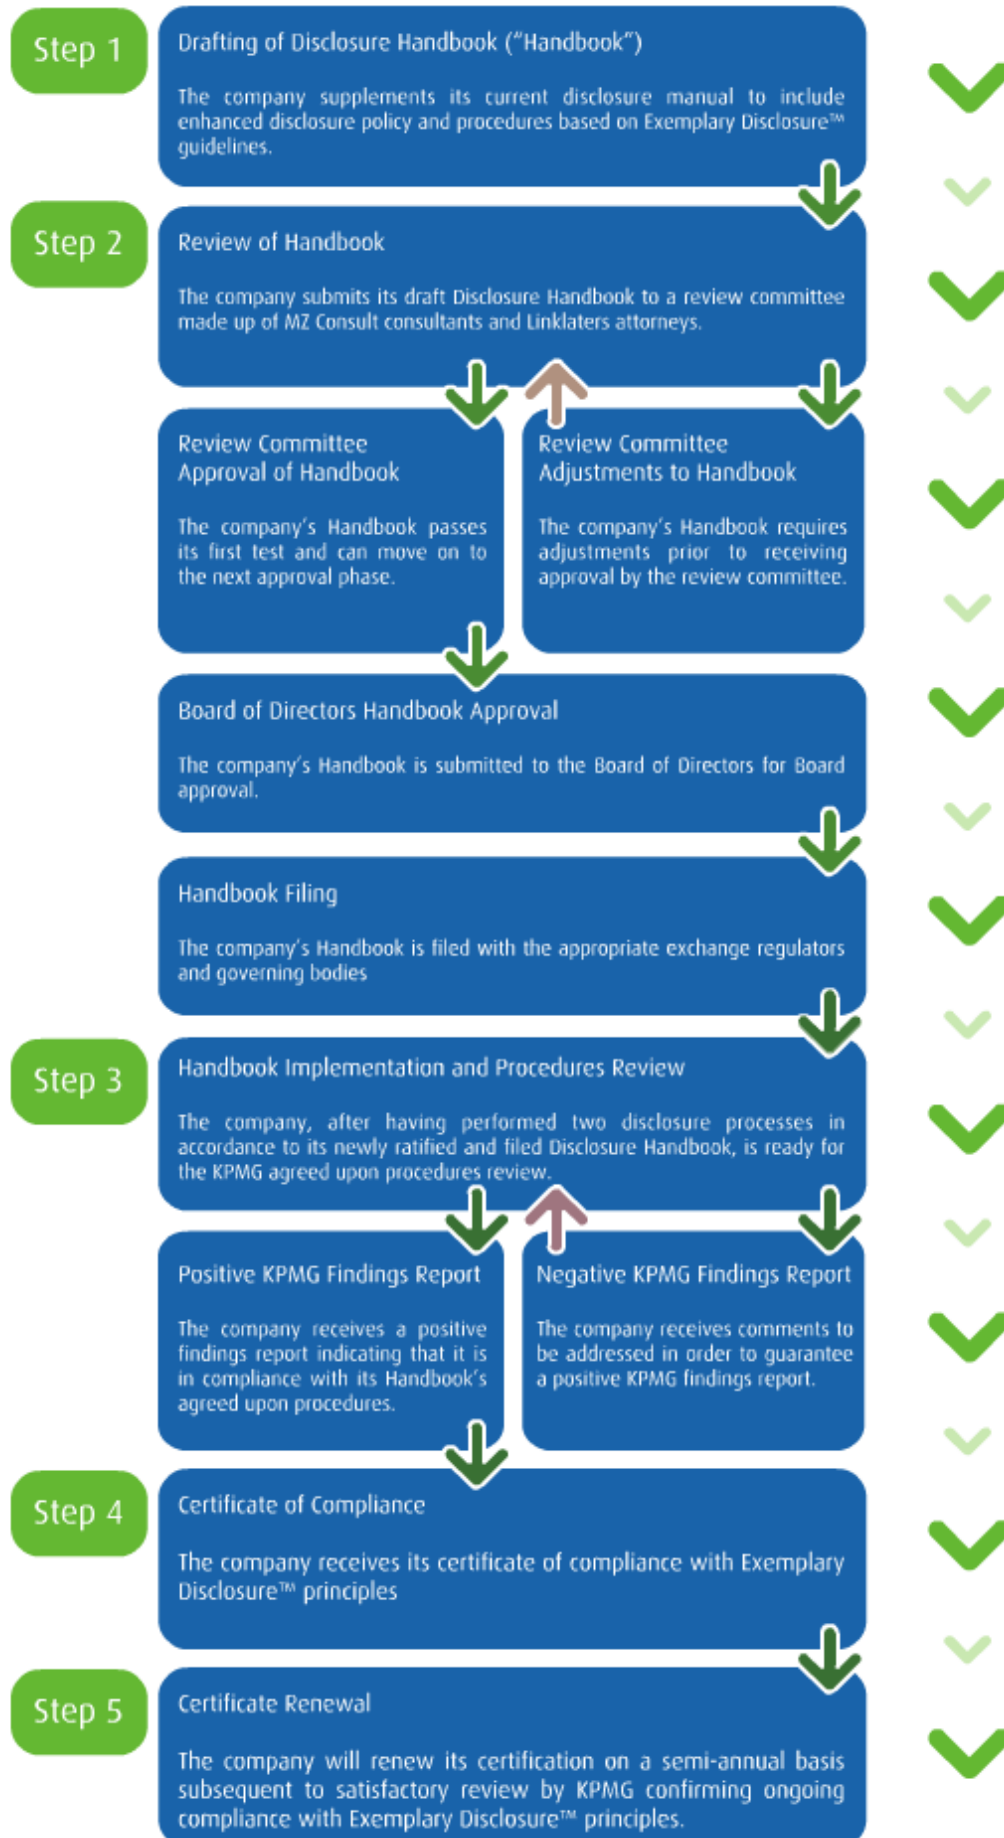 Step 1
Drafting of Disclosure Handbook (“Handbook”)
The company supplements its current disclosure manual to include
enhanced disclosure policy and procedures based on Exemplary Disclosure™
guidelines.
Step 2
Review of Handbook
The company submits its draft Disclosure Handbook to a review committee
made up of MZ Consult consultants and Linklaters attorneys.
Review Committee
Approval of Handbook
The company’s Handbook passes
its first test and can move on to
the next approval phase.
Review Committee
Adjustments to Handbook
The company’s Handbook requires
adjustments prior to receiving
approval by the review committee.
Board of Directors Handbook Approval
The company’s Handbook is submitted to the Board of Directors for Board
approval.
Handbook Filing
The company’s Handbook is filed with the appropriate exchange regulators
and governing bodies
Step 3
Handbook Implementation and Procedures Review
The company, after having performed two disclosure processes in
accordance to its newly ratified and filed Disclosure Handbook, is ready for
the KPMG agreed upon procedures review.
Positive KPMG Findings Report
The company receives a positive
findings report indicating that it is
in compliance with its Handbook’s
agreed upon procedures.
Negative KPMG Findings Report
The company receives comments to
be addressed in order to guarantee
a positive KPMG findings report.
Step 4
Certificate of Compliance
The company receives its certificate of compliance with Exemplary
Disclosure™ principles
Step 5
Certificate Renewal
The company will renew its certification on a semi-annual basis
subsequent to satisfactory review by KPMG confirming ongoing
compliance with Exemplary Disclosure™ principles.